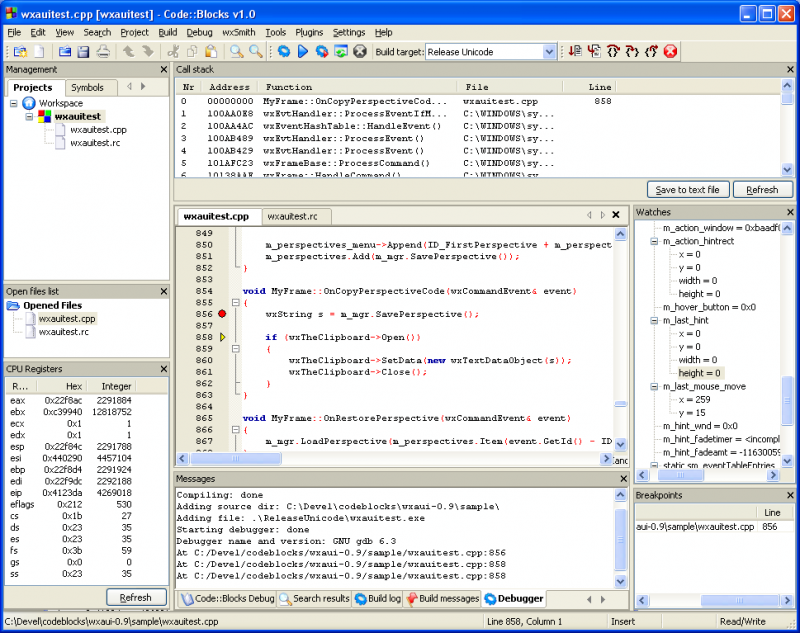 wxauitest.cpp [wxauitest] - Code::Blocks v1.0
File Edit View Search Project Build Debug wxSmith Tools Plugins Settings Help
Build target: Release Unicode
Management
Projects Symbols
Workspace
wxauitest
wxauitest.cpp
wxauitest.rc
Open files list
Opened Files
wxauitest.cpp
wxauitest.rc
CPU Registers
R... Hex Integer
eax 0x22f8ac 2291884
ebx 0xc39940 12818752
ecx 0x1 1
edx 0x1 1
esp 0x22f84c 2291788
esi 0x440290 4457104
ebp 0x22f8d4 2291924
edi 0x22f9dc 2292188
eip 0x4123da 4269018
eflags 0x212 530
cs 0x1b 27
ds 0x23 35
es 0x23 35
fs 0x3b 59
gs 0x0 0
ss 0x23 35
Refresh
Call stack
Nr Address Function File Line
0 00000000 MyFrame::OnCopyPerspectiveCod... wxauitest.cpp 858
1 100AA0E8 wxEvtHandler::ProcessEventIfM... C:\WINDOWS\sy...
2 100AA4AC wxEventHashTable::HandleEvent() C:\WINDOWS\sy...
3 100AB489 wxEvtHandler::ProcessEvent() C:\WINDOWS\sy...
4 100AB429 wxEvtHandler::ProcessEvent() C:\WINDOWS\sy...
5 101AFC23 wxFrameBase::ProcessCommand() C:\WINDOWS\sy...
6 10138AAF wxFrame::HandleCommand() C:\WINDOWS\sy...
Save to text file Refresh
wxauitest.cpp wxauitest.rc
849
850 m_perspectives_menu->Append(ID_FirstPerspective + m_perspect
851 m_perspectives.Add(m_mgr.SavePerspective());
852 }
853
854 void MyFrame::OnCopyPerspectiveCode(wxCommandEvent& event)
855 {
856 wxString s = m_mgr.SavePerspective();
857
858 if (wxTheClipboard->Open())
859 {
860 wxTheClipboard->SetData(new wxTextDataObject(s));
861 wxTheClipboard->Close();
862 }
863 }
864
865 void MyFrame::OnRestorePerspective(wxCommandEvent& event)
866 {
867 m_mgr.LoadPerspective(m_perspectives.Item(event.GetId() - ID
Watches
m_action_window = 0xbaadf0
m_action_hintrect
x = 0
y = 0
width = 0
height = 0
m_hover_button = 0x0
m_last_hint
x = 0
y = 0
width = 0
height = 0
m_last_mouse_move
x = 259
y = 15
m_hint_wnd = 0x0
m_hint_fadetimer = <incompl
m_hint_fadeamt = -11630059
static sm_eventTableEntries
Messages
Compiling: done
Adding source dir: C:\Devel\codeblocks\wxaui-0.9\sample\
Adding file: .\ReleaseUnicode\wxauitest.exe
Starting debugger: done
Debugger name and version: GNU gdb 6.3
At C:/Devel/codeblocks/wxaui-0.9/sample/wxauitest.cpp:856
At C:/Devel/codeblocks/wxaui-0.9/sample/wxauitest.cpp:858
At C:/Devel/codeblocks/wxaui-0.9/sample/wxauitest.cpp:858
Code::Blocks Debug Search results Build log Build messages Debugger
Breakpoints
Line
aui-0.9\sample\wxauitest.cpp 856
C:\Devel\codeblocks\wxaui-0.9\sample\wxauitest.cpp Line 858, Column 1 Insert Read/Write